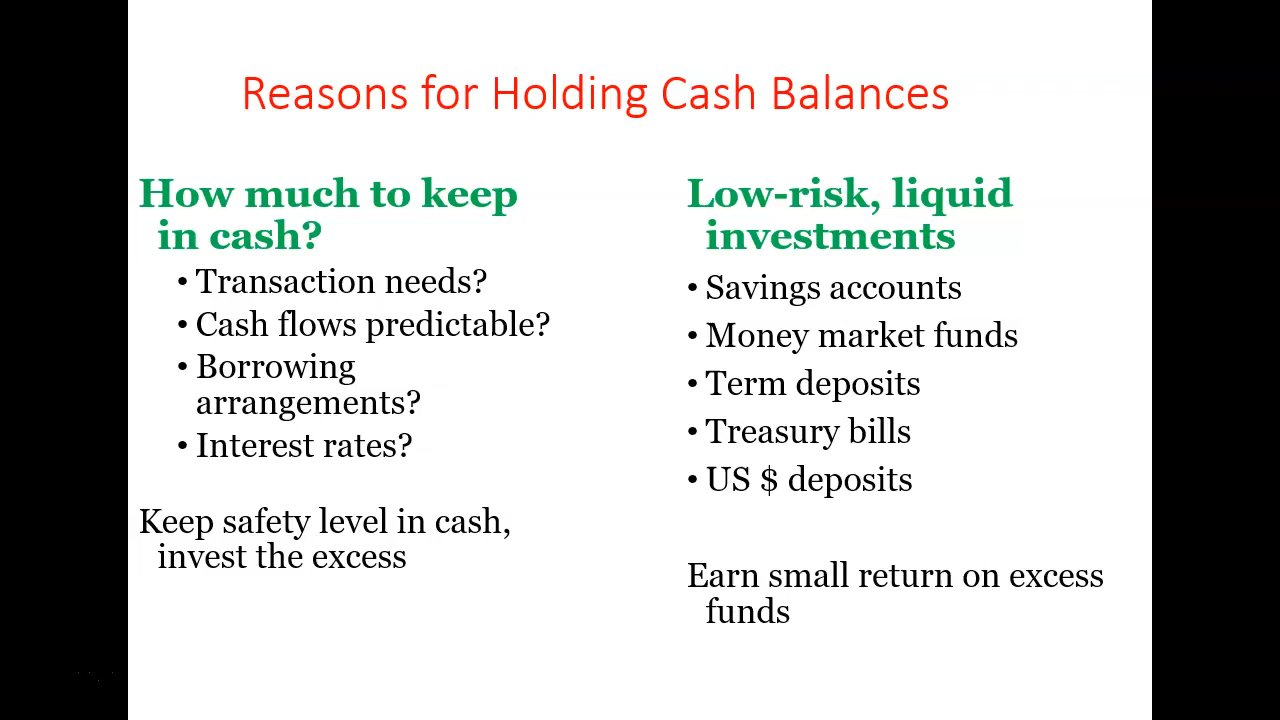 Reasons for Holding Cash Balances
How much to keep
in cash?
• Transaction needs?
• Cash flows predictable?
• Borrowing
arrangements?
• Interest rates?
Keep safety level in cash,
invest the excess
Low-risk, liquid
investments
• Savings accounts
• Money market funds
• Term deposits
• Treasury bills
• US $ deposits
Earn small return on excess
funds